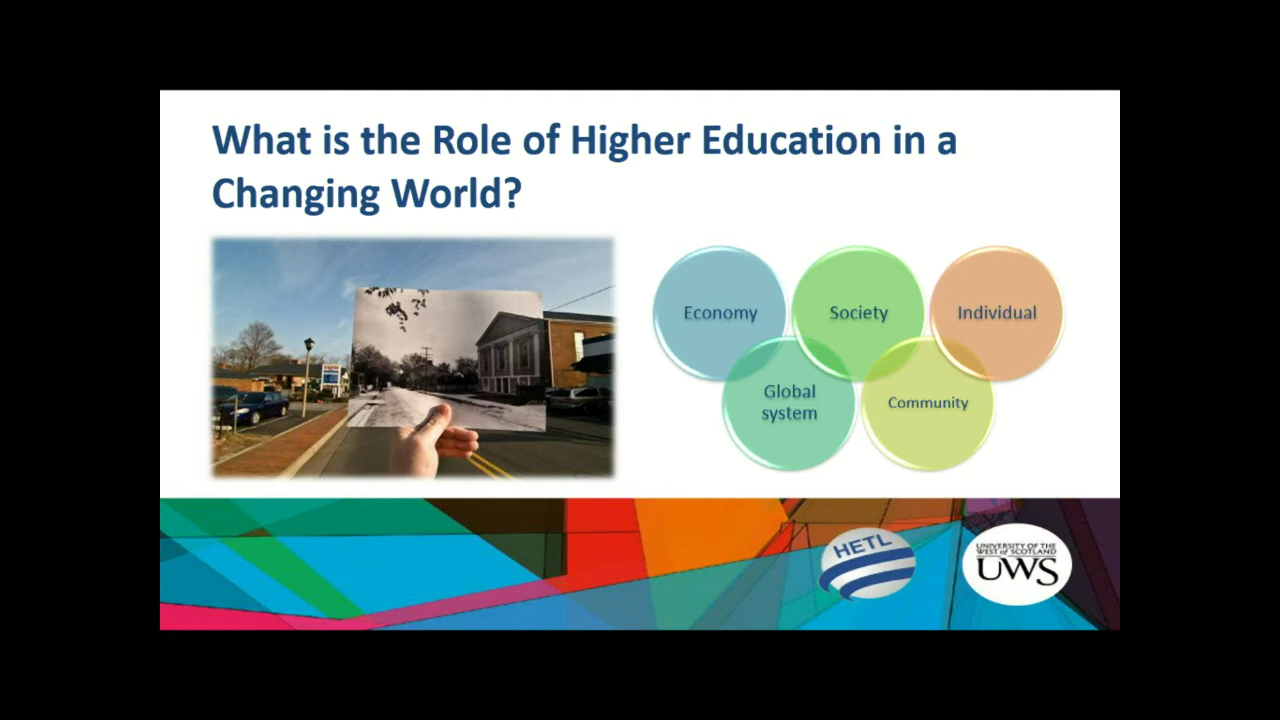 What is the Role of Higher Education in a
Changing World?
Economy
Society
Individual
Global
system
Community
HETL
UNIVERSITY OF THE
WEST of SCOTLAND
UWS